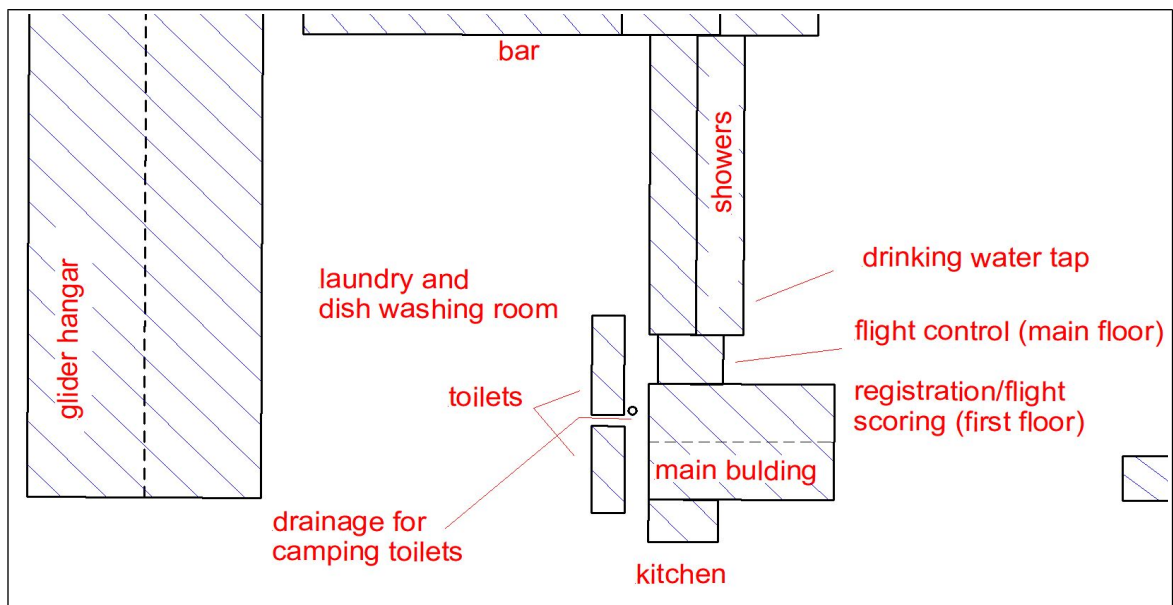 bar
showers
drinking water tap
glider hangar
laundry and
dish washing room
flight control (main floor)
toilets
registration/flight
scoring (first floor)
main bulding
drainage for
camping toilets
kitchen